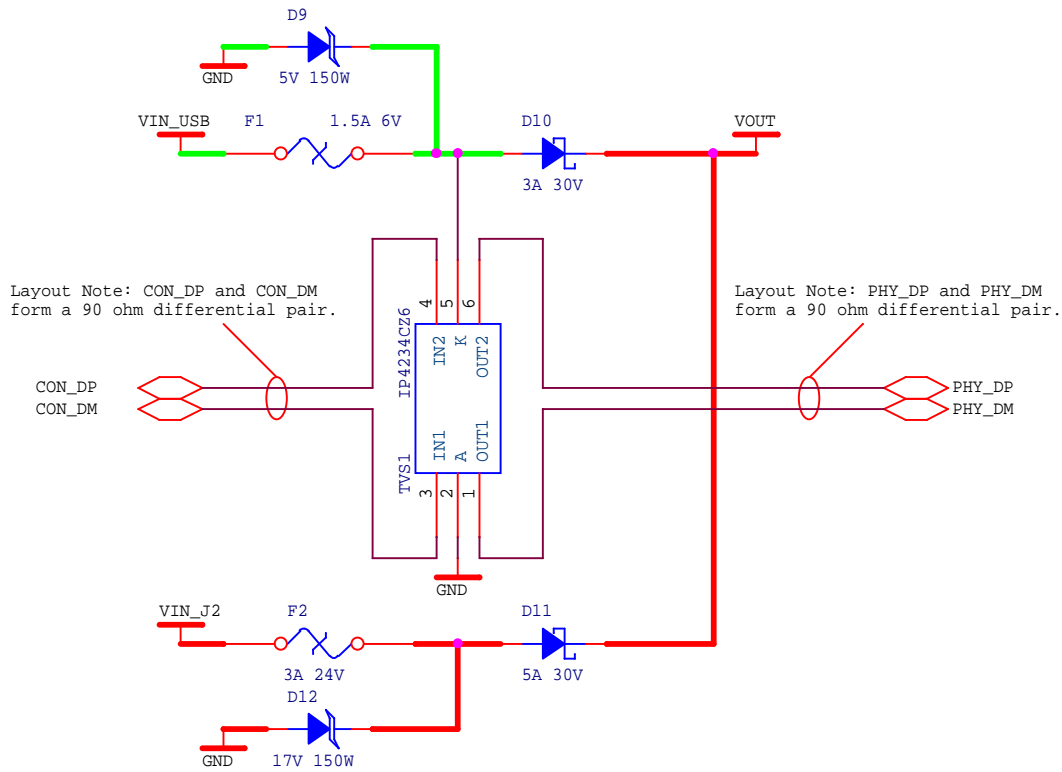 D9
GND
5V 150W
VIN_USB
F1
1.5A 6V
D10
VOUT
3A 30V
Layout Note: CON_DP and CON_DM
form a 90 ohm differential pair.
Layout Note: PHY_DP and PHY_DM
form a 90 ohm differential pair.
4
5
6
IP4234CZ6
IN2
K
OUT2
CON_DP
CON_DM
PHY_DP
PHY_DM
TVS1
IN1
A
OUT1
3
2
1
GND
VIN_J2
F2
D11
3A 24V
5A 30V
D12
GND
17V 150W